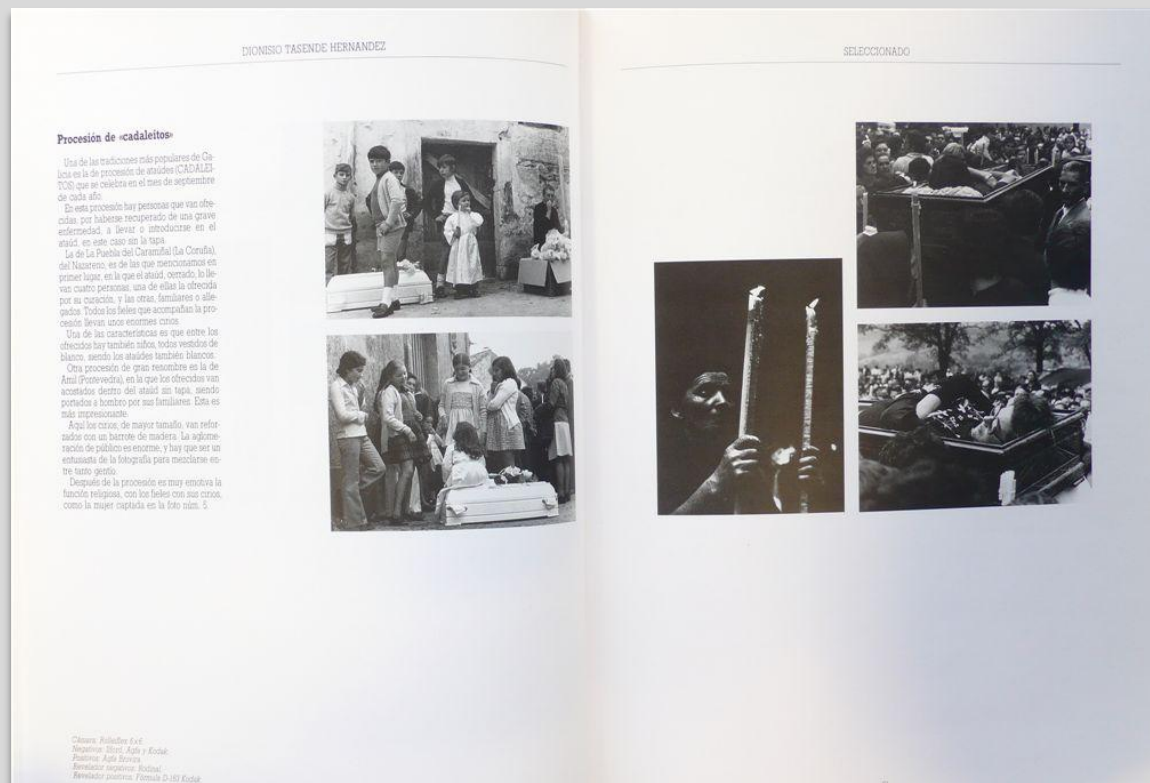 DIONISIO TASENDE HERNANDEZ
Procesión de «cadaleitos»
Una de las tradiciones más populares de Ga-
licia es la de procesión de ataúdes (CADALEI-
TOS) que se celebra en el mes de septiembre
de cada año.
En esta procesión hay personas que van ofre-
cidas, por haberse recuperado de una grave
enfermedad, a llevar o introducirse en el
ataúd, en este caso sin la tapa.
La de La Puebla del Caramiñal (La Coruña),
del Nazareno, es de las que mencionamos en
primer lugar, en la que el ataúd, cerrado, lo lle-
van cuatro personas, una de ellas la ofrecida
por su curación, y las otras, familiares o alle-
gados. Todos los fieles que acompañan la pro-
cesión llevan unos enormes cirios.
Una de las características es que entre los
ofrecidos hay también niños, todos vestidos de
blanco, siendo los ataúdes también blancos.
Otra procesión de gran renombre en la de
Amil (Pontevedra), en la que los ofrecidos van
acostados dentro del ataúd sin tapa, siendo
portados a hombro por sus familiares. Esta es
más impresionante.
Aquí los cirios, de mayor tamaño, van refor-
zados con un barrote de madera. La aglome-
ración de público es enorme, y hay que ser un
entusiasta de la fotografía para mezclarse en-
tre tanto gentío.
Después de la procesión es muy emotiva la
función religiosa, con los fieles con sus cirios,
como la mujer captada en la foto núm. 5.
Cámara: Rolleiflex 6x6.
Negativos: Ilford, Agfa y Kodak.
Positivos: Agfa Brovira.
Revelador negativos: Rodinal.
Revelador positivos: Fórmula D-163 Kodak.
SELECCIONADO